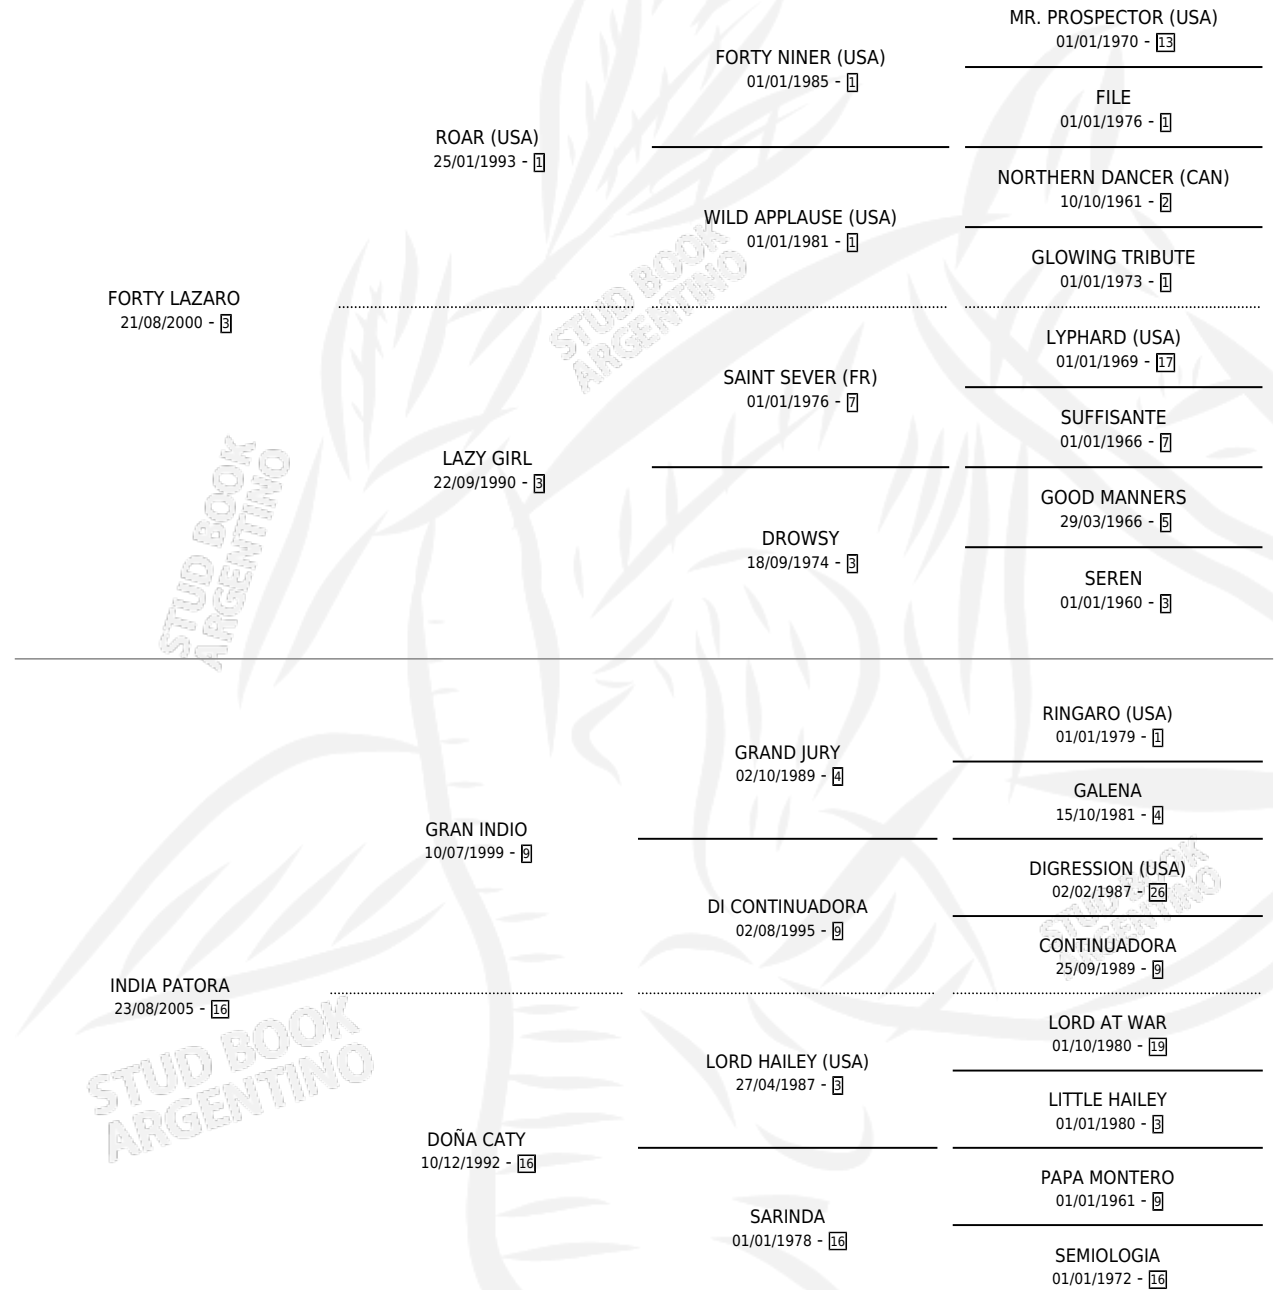 MR. PROSPECTOR (USA)
01/01/1970 - 13
FORTY NINER (USA)
01/01/1985 - 1
FILE
01/01/1976 - 1
ROAR (USA)
25/01/1993 - 1
NORTHERN DANCER (CAN)
10/10/1961 - 2
WILD APPLAUSE (USA)
01/01/1981 - 1
GLOWING TRIBUTE
01/01/1973 - 1
FORTY LAZARO
21/08/2000 - 3
LYPHARD (USA)
01/01/1969 - 17
SAINT SEVER (FR)
01/01/1976 - 7
SUFFISANTE
01/01/1966 - 7
LAZY GIRL
22/09/1990 - 3
GOOD MANNERS
29/03/1966 - 5
DROWSY
18/09/1974 - 3
SEREN
01/01/1960 - 3
RINGARO (USA)
01/01/1979 - 1
GRAND JURY
02/10/1989 - 4
GALENA
15/10/1981 - 4
GRAN INDIO
10/07/1999 - 9
DIGRESSION (USA)
02/02/1987 - 26
DI CONTINUADORA
02/08/1995 - 9
CONTINUADORA
25/09/1989 - 9
INDIA PATORA
23/08/2005 - 16
LORD AT WAR
01/10/1980 - 19
LORD HAILEY (USA)
27/04/1987 - 3
LITTLE HAILEY
01/01/1980 - 3
DOÑA CATY
10/12/1992 - 16
PAPA MONTERO
01/01/1961 - 9
SARINDA
01/01/1978 - 16
SEMIOLOGIA
01/01/1972 - 16
STUD BOOK
ARGENTINO
STUD BOOK
ARGENTINO
STUD BOOK
ARGENTINO
STUD BOOK
ARGENTINO